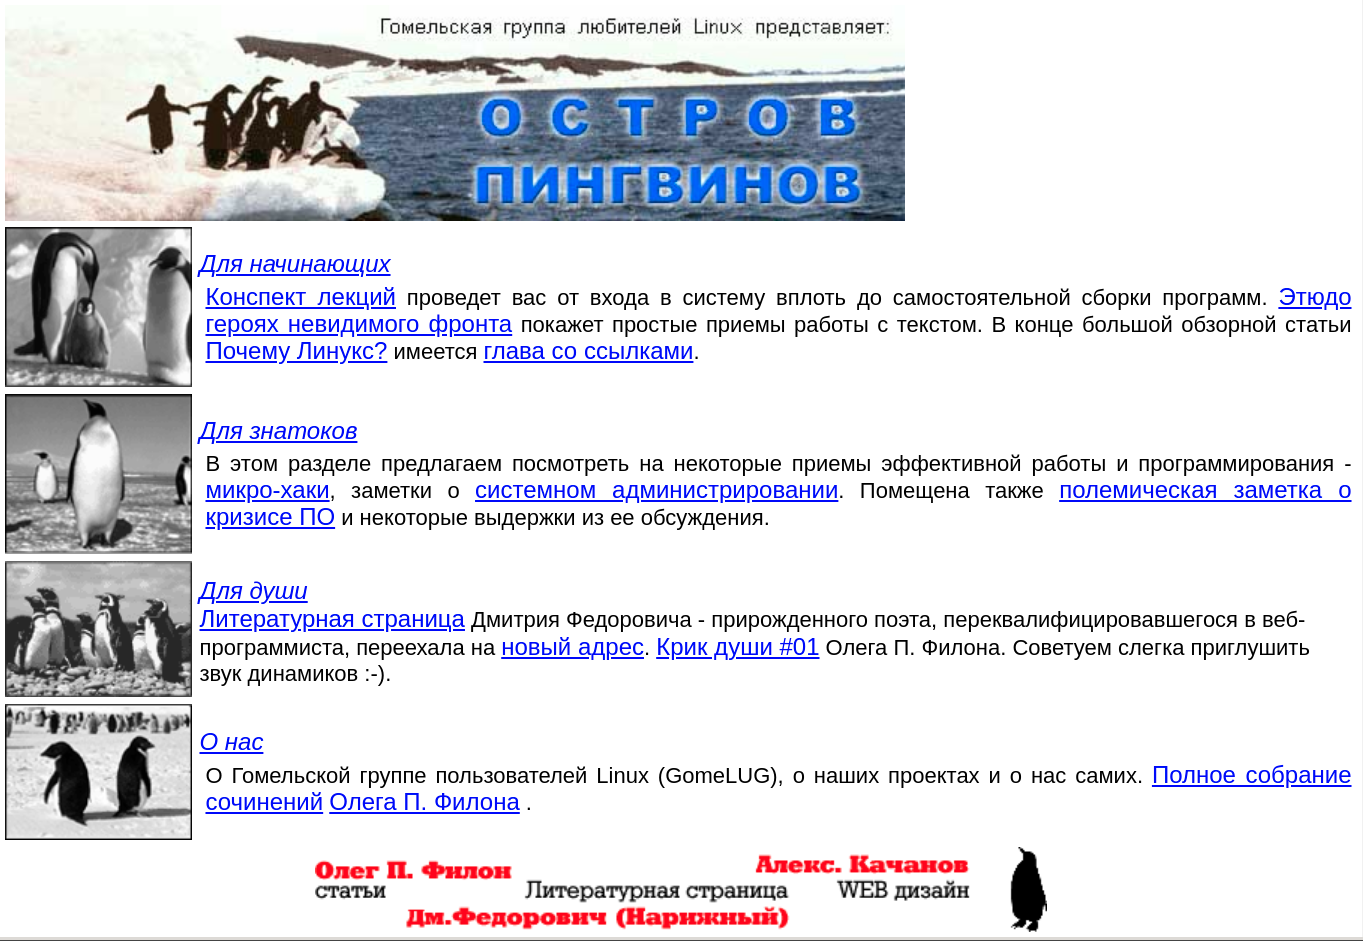 Гомельская группа любителей Linux представляет:
ОСТРОВ
ПИНГВИНОВ
Для начинающих
Конспект лекций проведет вас от входа в систему вплоть до самостоятельной сборки программ. Этюдо
героях невидимого фронта покажет простые приемы работы с текстом. В конце большой обзорной статьи
Почему Линукс? имеется глава со ссылками.
Для знатоков
В этом разделе предлагаем посмотреть на некоторые приемы эффективной работы и программирования -
микро-хаки, заметки о системном администрировании. Помещена также полемическая заметка о
кризисе ПО и некоторые выдержки из ее обсуждения.
Для души
Литературная страница Дмитрия Федоровича - прирожденного поэта, переквалифицировавшегося в веб-
программиста, переехала на новый адрес. Крик души #01 Олега П. Филона. Советуем слегка приглушить
звук динамиков :-).
О нас
О Гомельской группе пользователей Linux (GomeLUG), о наших проектах и о нас самих. Полное собрание
сочинений Олега П. Филона .
Олег П. Филон Алекс. Качанов
статьи Литературная страница WEB дизайн
Дм.Федорович (Нарижный)